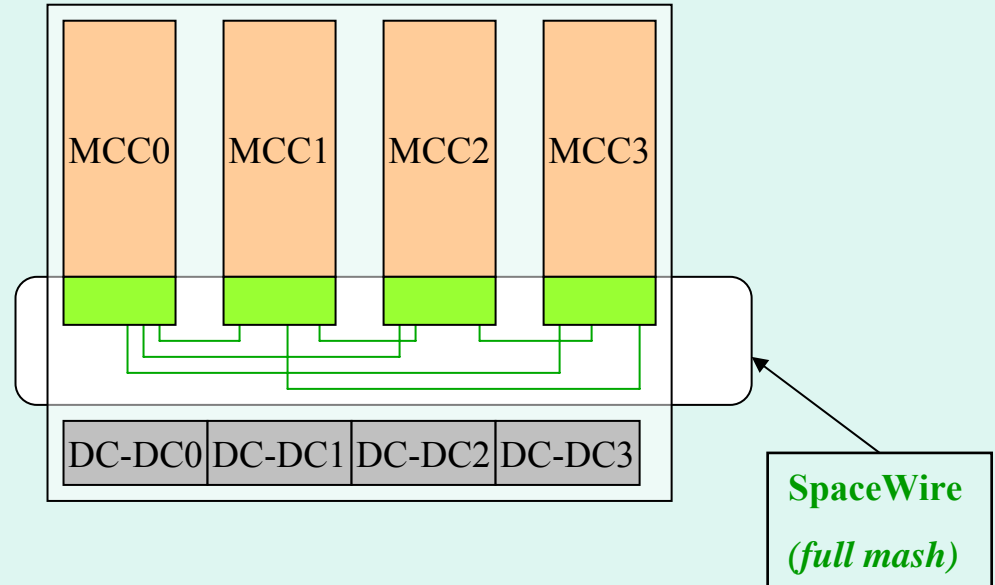 MCC0 MCC1 MCC2 MCC3
DC-DC0 DC-DC1 DC-DC2 DC-DC3
SpaceWire
(full mash)